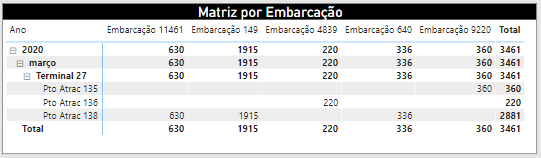 Matriz por Embarcação
Ano Embarcação 11461 Embarcação 149 Embarcação 4839 Embarcação 640 Embarcação 9220 Total
2020 630 1915 220 336 360 3461
março 630 1915 220 336 360 3461
Terminal 27 630 1915 220 336 360 3461
Pto Atrac 135 360 360
Pto Atrac 136 220 220
Pto Atrac 138 630 1915 336 2881
Total 630 1915 220 336 360 3461